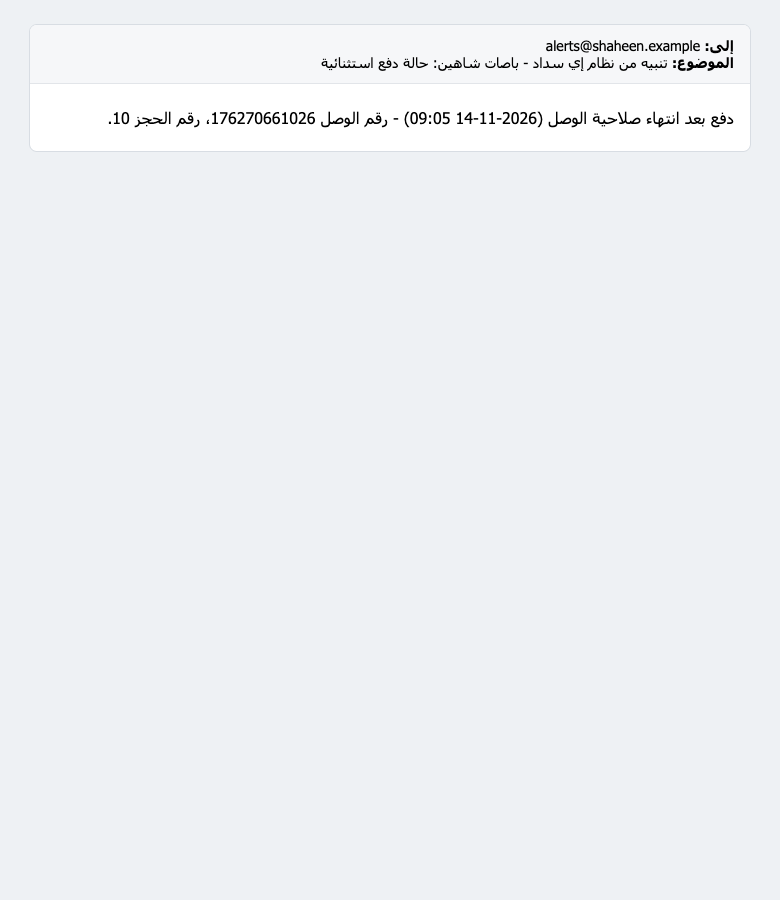 إلى: alerts@shaheen.example
الموضوع: تنبيه من نظام إي سداد - باصات شاهين: حالة دفع استثنائية
دفع بعد انتهاء صلاحية الوصل (2026-11-14 09:05) - رقم الوصل 176270661026، رقم الحجز 10.